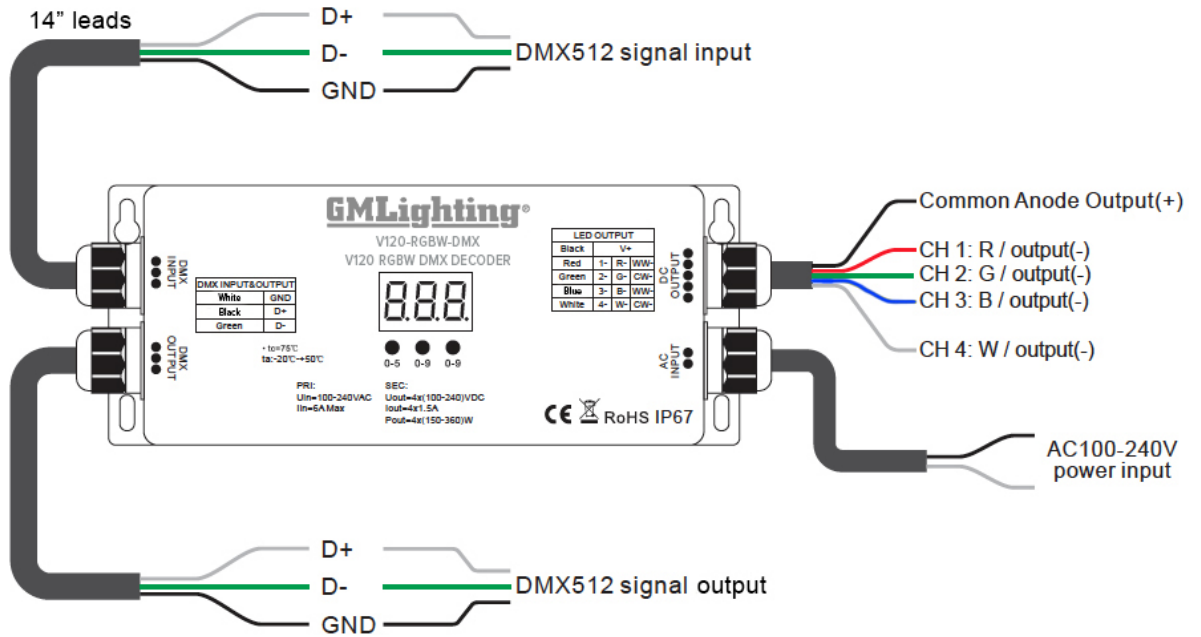 14” leads
D+
D-
GND
DMX512 signal input
GMLighting®
V120-RGBW-DMX
V120 RGBW DMX DECODER
DMX INPUT
DMX INPUT&OUTPUT
White GND
Black D+
Green D-
DMX OUTPUT
• tc=75℃
ta:-20℃-+50℃
8.8.8.
0-5 0-9 0-9
PRI:
Uin=100-240VAC
Iin=6A Max
SEC:
Uout=4x(100-240)VDC
Iout=4x1.5A
Pout=4x(150-360)W
LED OUTPUT
Black V+
Red 1- R- WW-
Green 2- G- CW-
Blue 3- B- WW-
White 4- W- CW-
DC OUTPUT
AC INPUT
CE RoHS IP67
Common Anode Output(+)
CH 1: R / output(-)
CH 2: G / output(-)
CH 3: B / output(-)
CH 4: W / output(-)
AC100-240V
power input
D+
D-
GND
DMX512 signal output